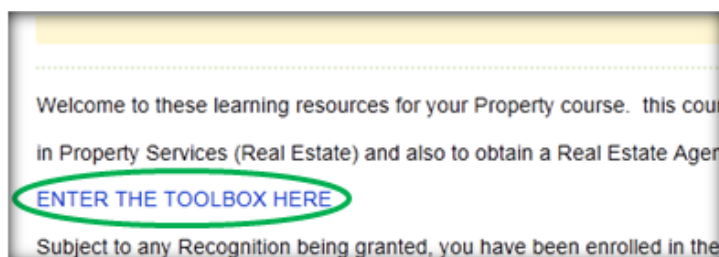 Welcome to these learning resources for your Property course. this
in Property Services (Real Estate) and also to obtain a Real Estate
ENTER THE TOOLBOX HERE
Subject to any Recognition being granted, you have been enrolled in the